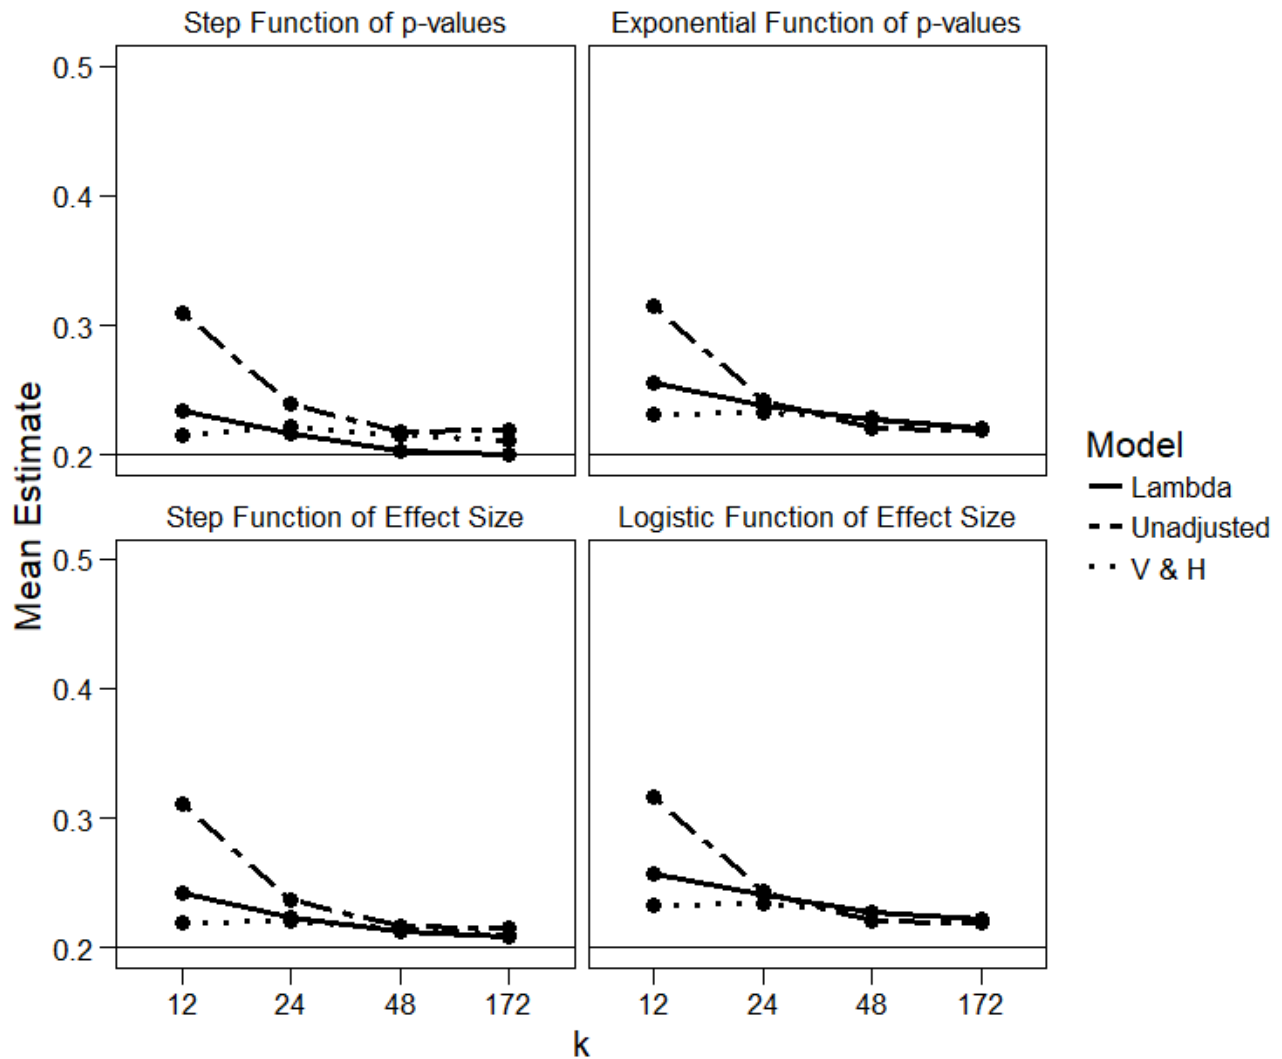 Step Function of p-values
Exponential Function of p-values
0.5
0.4
0.3
0.2
Step Function of Effect Size
Logistic Function of Effect Size
0.5
0.4
0.3
0.2
12 24 48 172
12 24 48 172
k
Mean Estimate
Model
Lambda
Unadjusted
V & H